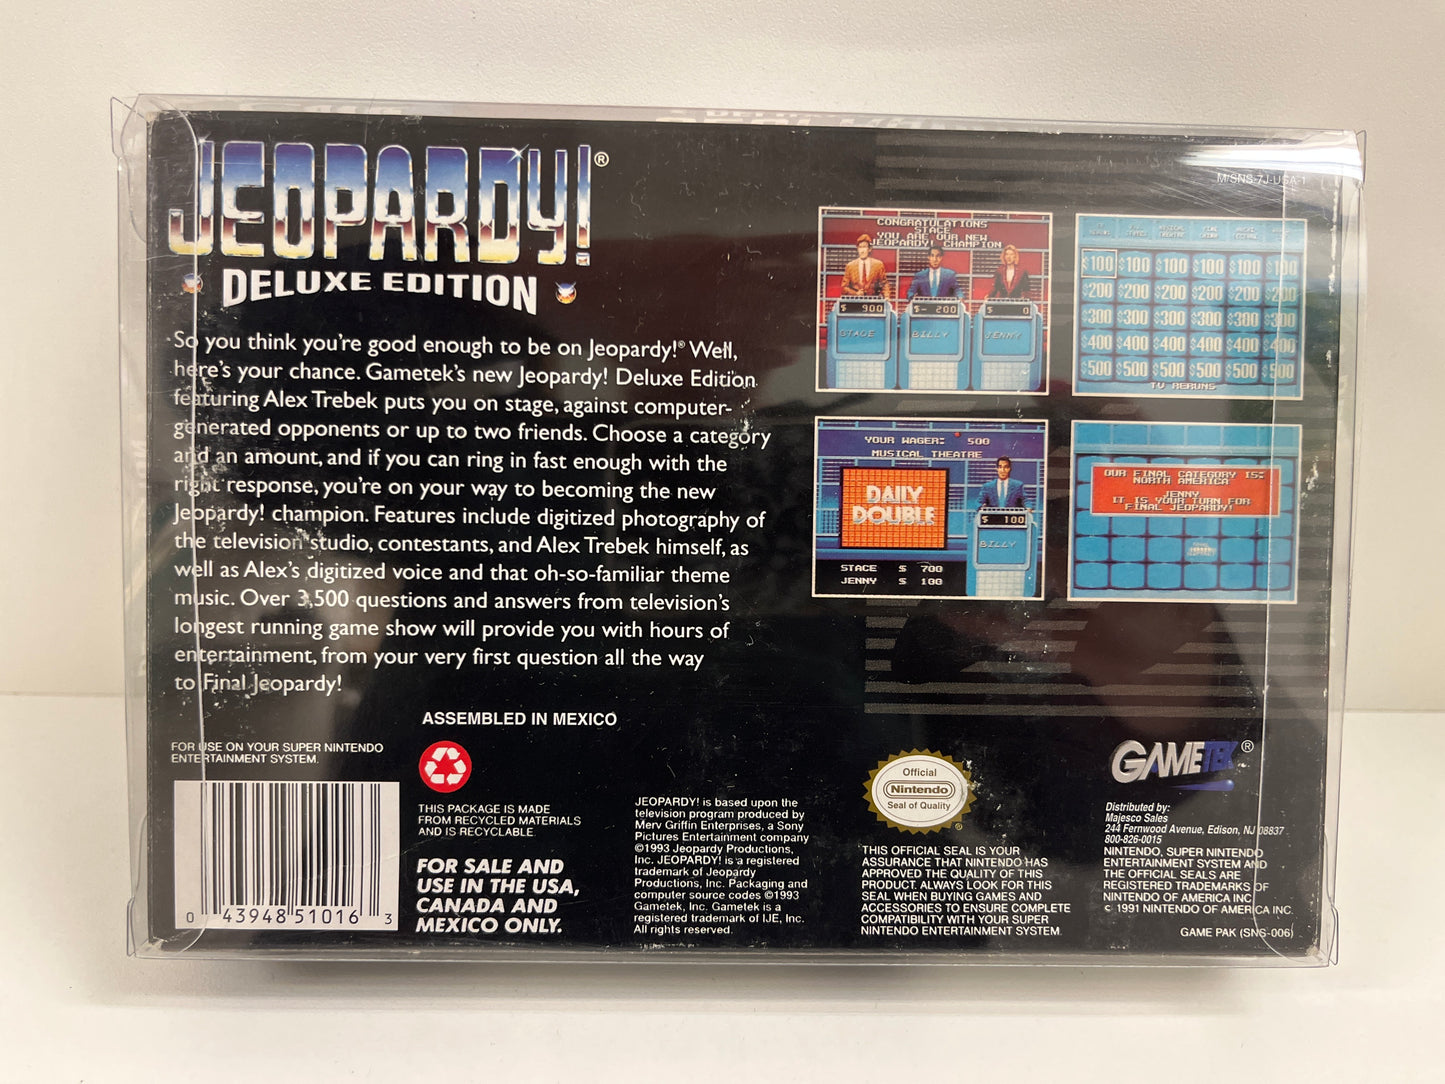 JEOPARDY!®
DELUXE EDITION
So you think you're good enough to be on Jeopardy!® Well,
here's your chance. Gametek's new Jeopardy! Deluxe Edition
featuring Alex Trebek puts you on stage, against computer-
generated opponents or up to two friends. Choose a category
and an amount, and if you can ring in fast enough with the
right response, you're on your way to becoming the new
Jeopardy! champion. Features include digitized photography of
the television studio, contestants, and Alex Trebek himself, as
well as Alex's digitized voice and that oh-so-familiar theme
music. Over 3,500 questions and answers from television's
longest running game show will provide you with hours of
entertainment, from your very first question all the way
to Final Jeopardy!
M/SNS-7J-USA-1
CONGRATULATIONS
STACE
YOU ARE OUR NEW
JEOPARDY! CHAMPION
$ 900
$- 200
$ 0
STACE
BILLY
JENNY
TV RERUNS
MUSICAL THEATRE
$100 $100 $100 $100 $100 $100
$200 $200 $200 $200 $200 $200
$300 $300 $300 $300 $300 $300
$400 $400 $400 $400 $400 $400
$500 $500 $500 $500 $500 $500
TV RERUNS
YOUR WAGER: 500
MUSICAL THEATRE
DAILY
DOUBLE
$ 100
BILLY
STACE $ 700
JENNY $ 100
OUR FINAL CATEGORY IS:
NORTH AMERICA
JENNY
IT IS YOUR TURN FOR
FINAL JEOPARDY!
JEOPARDY
ASSEMBLED IN MEXICO
FOR USE ON YOUR SUPER NINTENDO
ENTERTAINMENT SYSTEM.
0 43948 51016 3
THIS PACKAGE IS MADE
FROM RECYCLED MATERIALS
AND IS RECYCLABLE.
FOR SALE AND
USE IN THE USA,
CANADA AND
MEXICO ONLY.
JEOPARDY! is based upon the
television program produced by
Merv Griffin Enterprises, a Sony
Pictures Entertainment company
©1993 Jeopardy Productions,
Inc. JEOPARDY! is a registered
trademark of Jeopardy
Productions, Inc. Packaging and
computer source codes ©1993
Gametek, Inc. Gametek is a
registered trademark of IJE, Inc.
All rights reserved.
Official
Nintendo
Seal of Quality
®
THIS OFFICIAL SEAL IS YOUR
ASSURANCE THAT NINTENDO HAS
APPROVED THE QUALITY OF THIS
PRODUCT. ALWAYS LOOK FOR THIS
SEAL WHEN BUYING GAMES AND
ACCESSORIES TO ENSURE COMPLETE
COMPATIBILITY WITH YOUR SUPER
NINTENDO ENTERTAINMENT SYSTEM.
GAMETEK®
Distributed by:
Majesco Sales
244 Fernwood Avenue, Edison, NJ 08837
800-826-0015
NINTENDO, SUPER NINTENDO
ENTERTAINMENT SYSTEM AND
THE OFFICIAL SEALS ARE
REGISTERED TRADEMARKS OF
NINTENDO OF AMERICA INC.
© 1991 NINTENDO OF AMERICA INC.
GAME PAK (SNS-006)